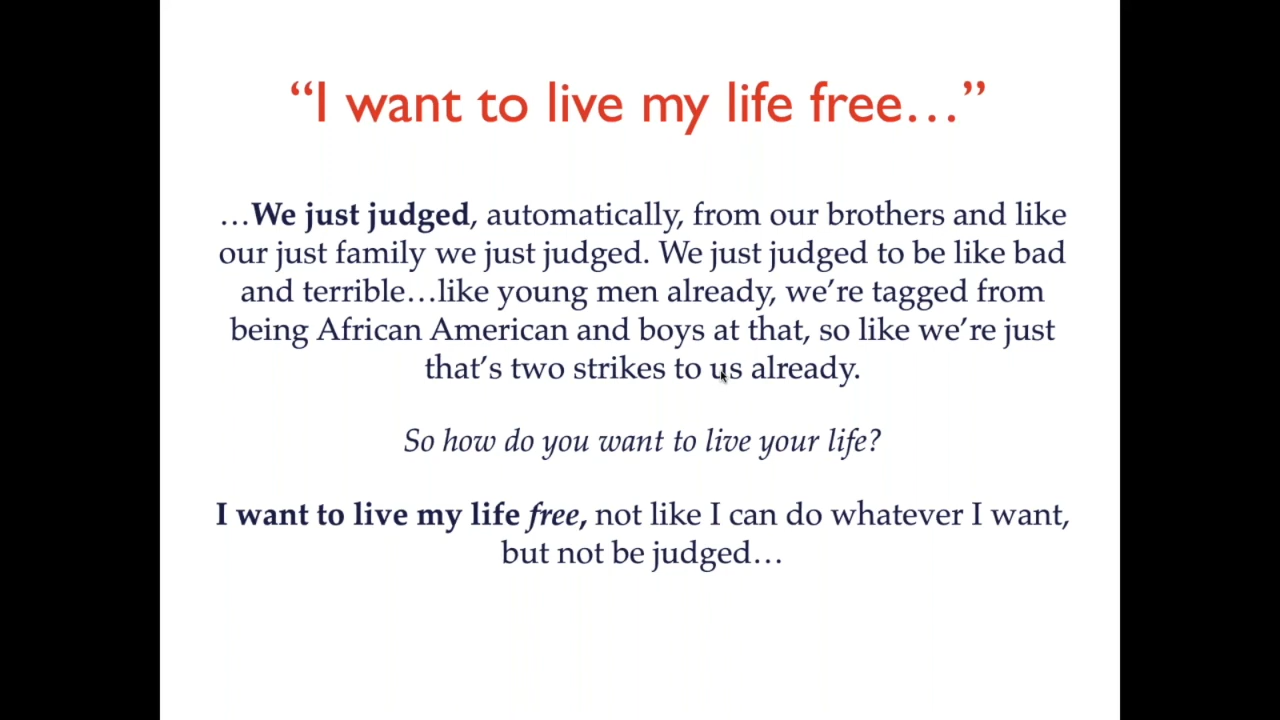 “I want to live my life free…”
…We just judged, automatically, from our brothers and like
our just family we just judged. We just judged to be like bad
and terrible…like young men already, we’re tagged from
being African American and boys at that, so like we’re just
that’s two strikes to us already.
So how do you want to live your life?
I want to live my life free, not like I can do whatever I want,
but not be judged…